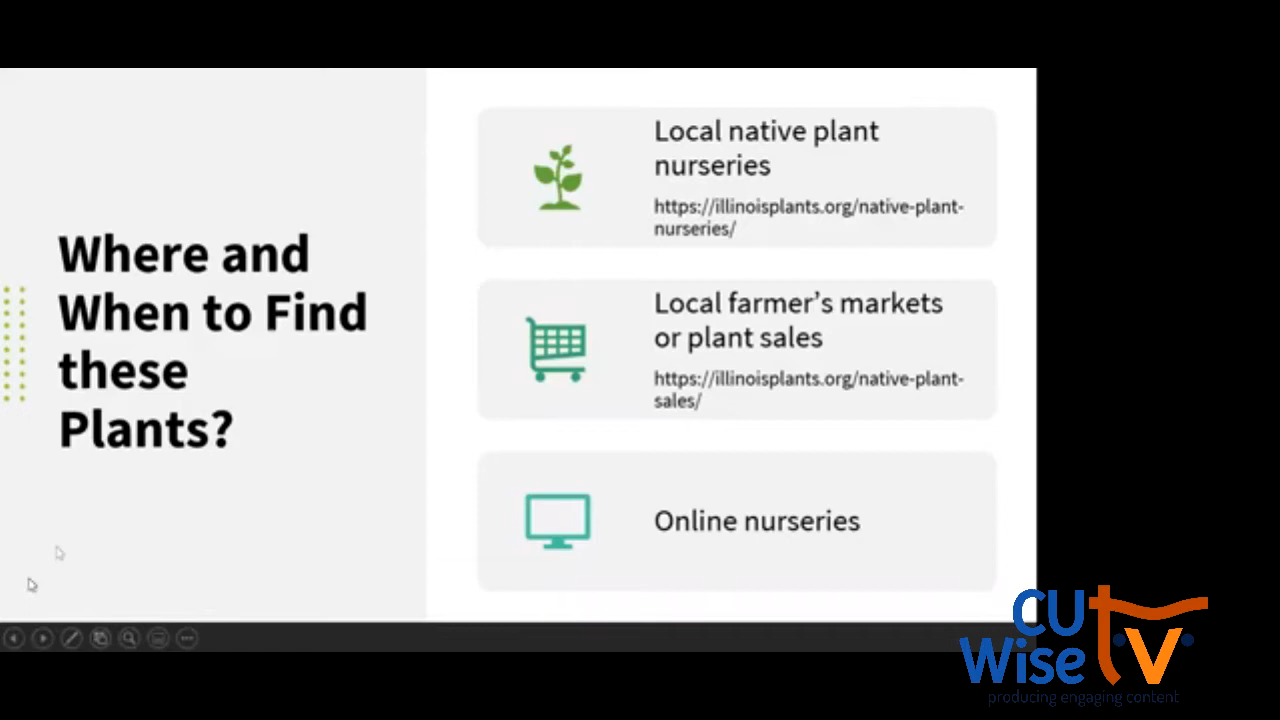 Where and
When to Find
these
Plants?
Local native plant
nurseries
https://illinoisplants.org/native-plant-
nurseries/
Local farmer’s markets
or plant sales
https://illinoisplants.org/native-plant-
sales/
Online nurseries
CU
Wise
tv
producing engaging content